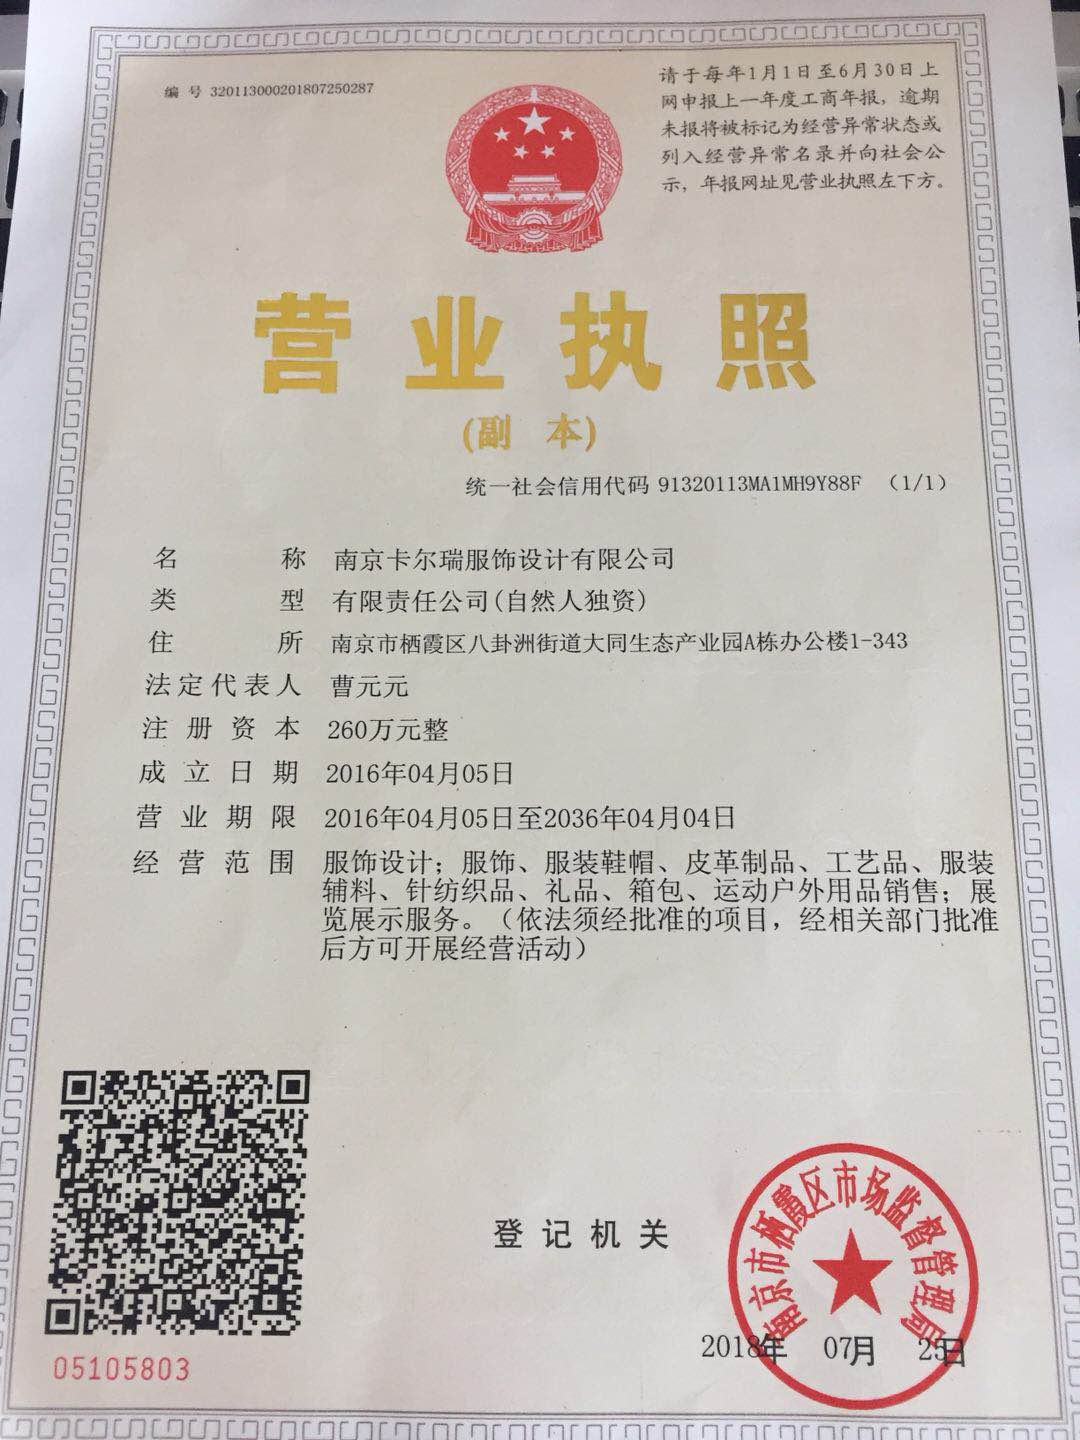 编 号 320113000201807250287
请于每年1月1日至6月30日上
网申报上一年度工商年报，逾期
未报将被标记为经营异常状态或
列入经营异常名录并向社会公
示，年报网址见营业执照左下方。
营业执照
(副 本)
统一社会信用代码 91320113MA1MH9Y88F （1/1）
名 称 南京卡尔瑞服饰设计有限公司
类 型 有限责任公司(自然人独资)
住 所 南京市栖霞区八卦洲街道大同生态产业园A栋办公楼1-343
法定代表人 曹元元
注 册 资 本 260万元整
成 立 日 期 2016年04月05日
营 业 期 限 2016年04月05日至2036年04月04日
经 营 范 围 服饰设计；服饰、服装鞋帽、皮革制品、工艺品、服装
辅料、针纺织品、礼品、箱包、运动户外用品销售；展
览展示服务。（依法须经批准的项目，经相关部门批准
后方可开展经营活动）
登 记 机 关
南京市栖霞区市场监督管理局
2018年 07月 25日
05105803